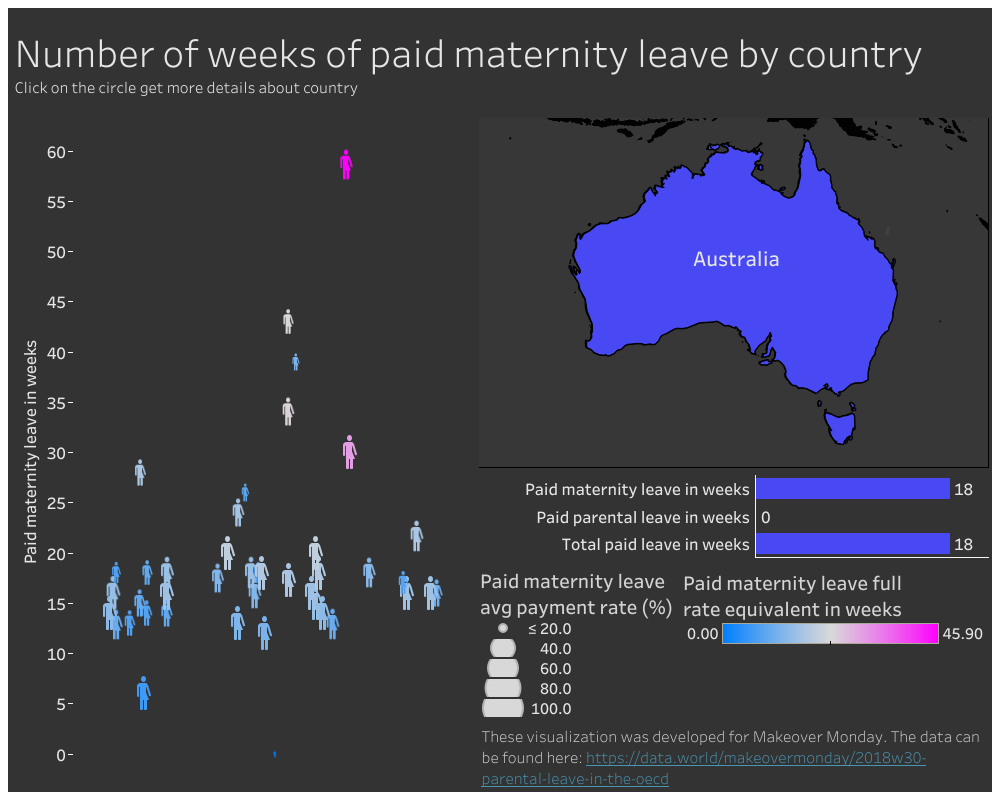 Number of weeks of paid maternity leave by country
Click on the circle get more details about country
Paid maternity leave in weeks
60
55
50
45
40
35
30
25
20
15
10
5
0
Australia
Paid maternity leave in weeks 18
Paid parental leave in weeks 0
Total paid leave in weeks 18
Paid maternity leave
avg payment rate (%)
≤ 20.0
40.0
60.0
80.0
100.0
Paid maternity leave full
rate equivalent in weeks
0.00 45.90
These visualization was developed for Makeover Monday. The data can
be found here: https://data.world/makeovermonday/2018w30-
parental-leave-in-the-oecd